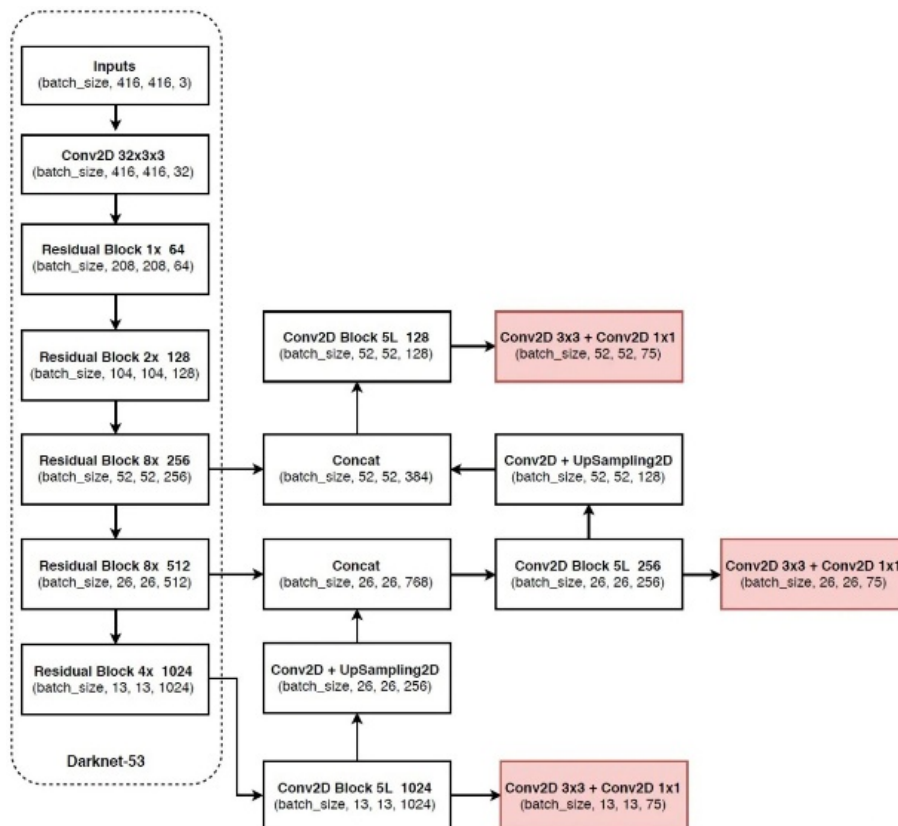 Inputs
(batch_size, 416, 416, 3)
Conv2D 32x3x3
(batch_size, 416, 416, 32)
Residual Block 1x 64
(batch_size, 208, 208, 64)
Residual Block 2x 128
(batch_size, 104, 104, 128)
Residual Block 8x 256
(batch_size, 52, 52, 256)
Residual Block 8x 512
(batch_size, 26, 26, 512)
Residual Block 4x 1024
(batch_size, 13, 13, 1024)
Darknet-53
Conv2D Block 5L 128
(batch_size, 52, 52, 128)
Conv2D 3x3 + Conv2D 1x1
(batch_size, 52, 52, 75)
Concat
(batch_size, 52, 52, 384)
Conv2D + UpSampling2D
(batch_size, 52, 52, 128)
Concat
(batch_size, 26, 26, 768)
Conv2D Block 5L 256
(batch_size, 26, 26, 256)
Conv2D 3x3 + Conv2D 1x1
(batch_size, 26, 26, 75)
Conv2D + UpSampling2D
(batch_size, 26, 26, 256)
Conv2D Block 5L 1024
(batch_size, 13, 13, 1024)
Conv2D 3x3 + Conv2D 1x1
(batch_size, 13, 13, 75)